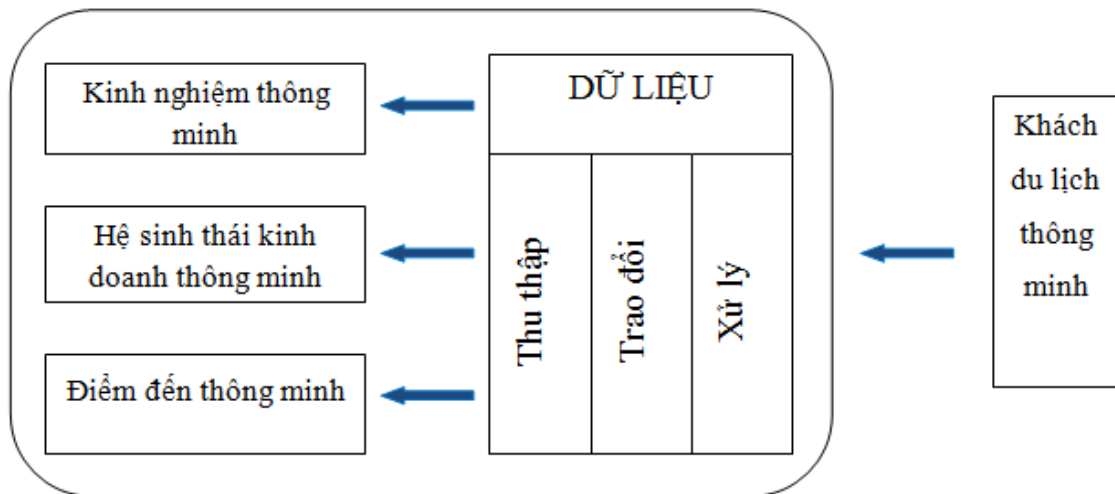 Kinh nghiệm thông
minh
Hệ sinh thái kinh
doanh thông minh
Điểm đến thông minh
DỮ LIỆU
Thu thập
Trao đổi
Xử lý
Khách
du lịch
thông
minh